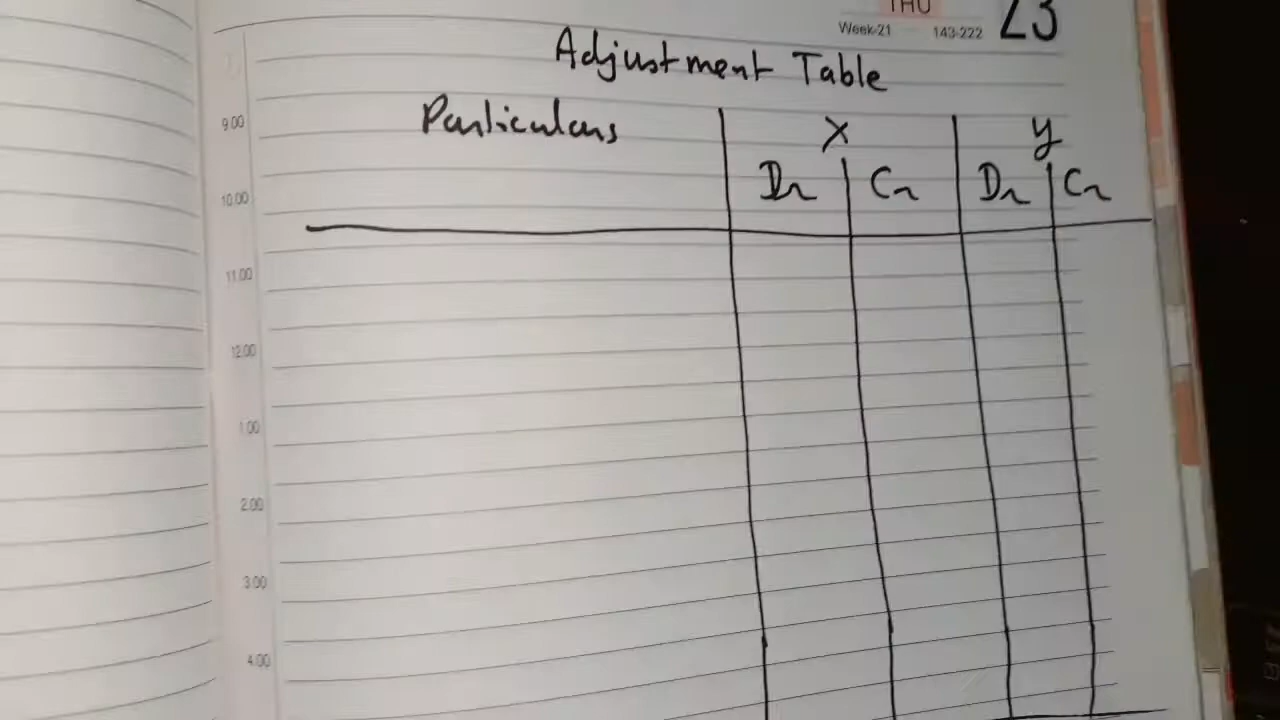 THU
Week-21 143-222 23
Adjustment Table
Particulars X Y
Dr Cr Dr Cr
9.00
10.00
11.00
12.00
1.00
2.00
3.00
4.00